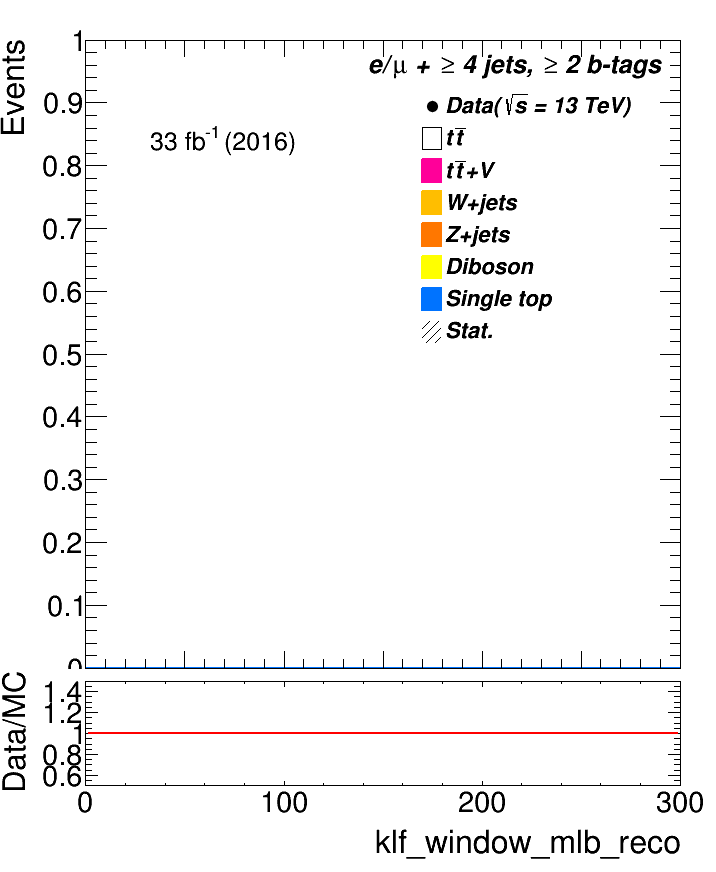 Events
1
e/μ + ≥ 4 jets, ≥ 2 b-tags
0.9
Data(√s = 13 TeV)
33 fb⁻¹ (2016)
tt̅
0.8
tt̅+V
W+jets
0.7
Z+jets
Diboson
0.6
Single top
Stat.
0.5
0.4
0.3
0.2
0.1
0
Data/MC
1.4
1.2
1
0.8
0.6
0 100 200 300
klf_window_mlb_reco